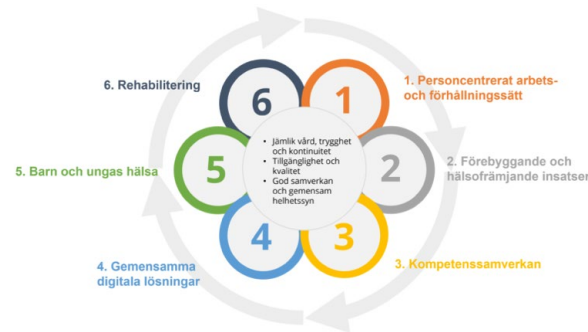 6. Rehabilitering
1. Personcentrerat arbets-
och förhållningssätt
6
1
5. Barn och ungas hälsa
5
• Jämlik vård, trygghet
och kontinuitet
• Tillgänglighet och
kvalitet
• God samverkan
och gemensam
helhetssyn
2
2. Förebyggande och
hälsofrämjande insatser
4
3
4. Gemensamma
digitala lösningar
3. Kompetenssamverkan